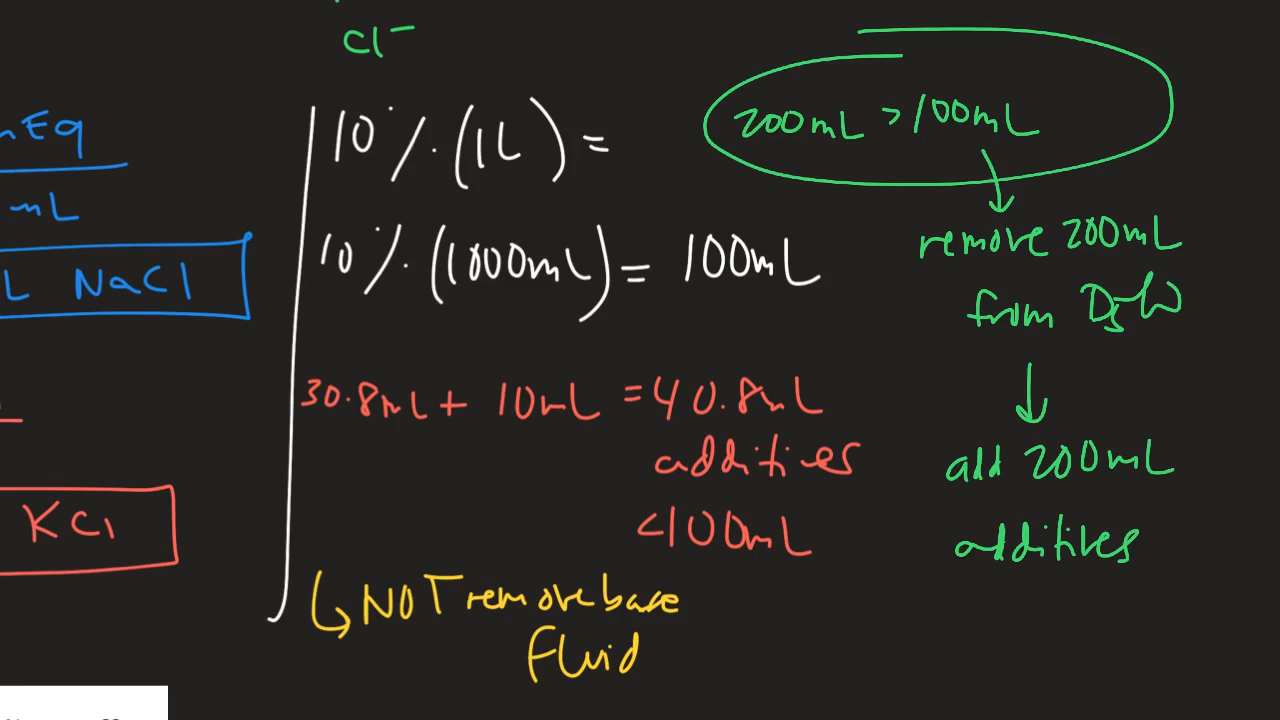 Cl⁻
mEq
mL
L NaCl
KCl
10% (1L) =
10% (1000mL) = 100mL
30.8mL + 10mL = 40.8mL
additives
<100mL
↳ NOT remove base
Fluid
200mL > 100mL
remove 200mL
from D5W
add 200mL
additives